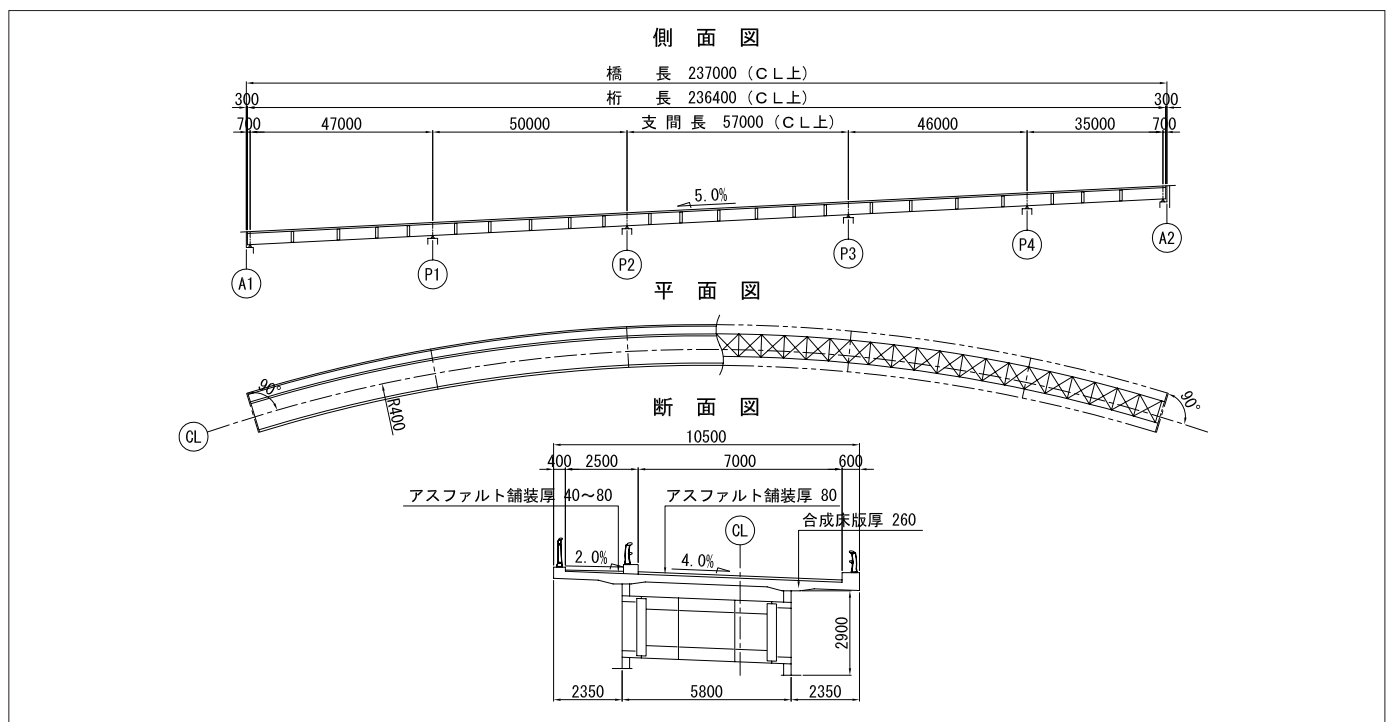 側 面 図
橋 長 237000 (CL上)
300 桁 長 236400 (CL上) 300
700 47000 50000 支間長 57000 (CL上) 46000 35000 700
5.0%
A1 P1 P2 P3 P4 A2
平 面 図
90° 90°
R400
CL
断 面 図
10500
400 2500 7000 600
アスファルト舗装厚 40~80 アスファルト舗装厚 80
合成床版厚 260
CL
2.0% 4.0%
2900
2350 5800 2350